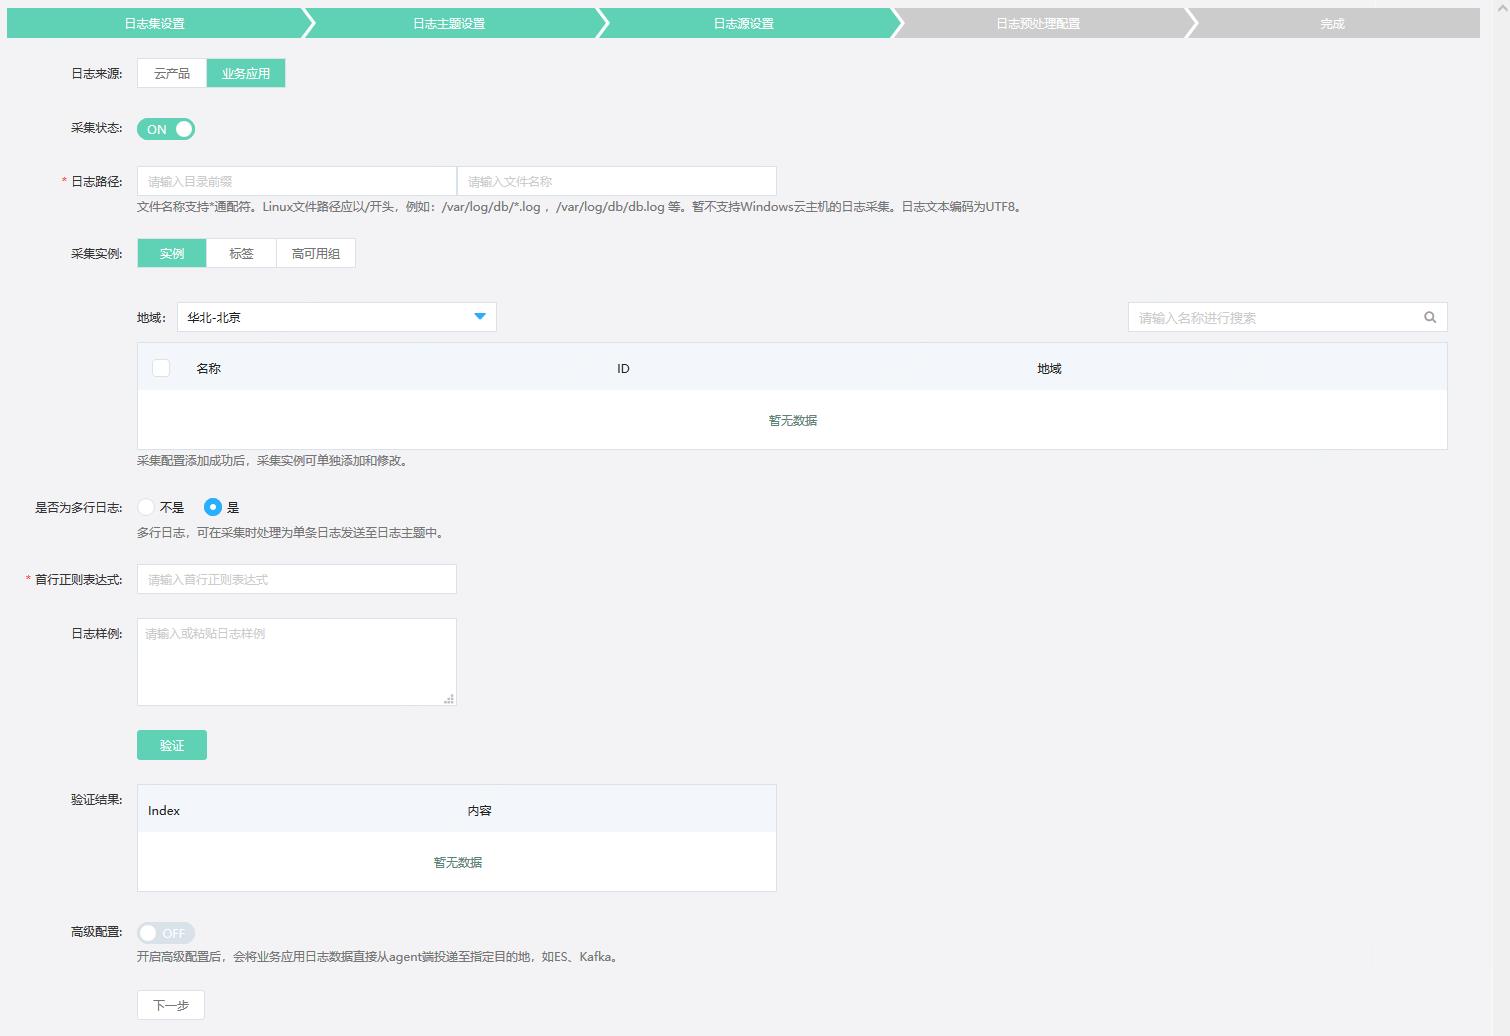 日志集设置 日志主题设置 日志源设置 日志预处理配置 完成
日志来源: 云产品 业务应用
采集状态: ON
* 日志路径: 请输入目录前缀 请输入文件名称
文件名称支持*通配符。Linux文件路径应以/开头，例如：/var/log/db/*.log ，/var/log/db/db.log 等。暂不支持Windows云主机的日志采集。日志文本编码为UTF8。
采集实例: 实例 标签 高可用组
地域： 华北-北京 请输入名称进行搜索
名称 ID 地域
暂无数据
采集配置添加成功后，采集实例可单独添加和修改。
是否为多行日志: 不是 是
多行日志，可在采集时处理为单条日志发送至日志主题中。
* 首行正则表达式: 请输入首行正则表达式
日志样例: 请输入或粘贴日志样例
验证
验证结果: Index 内容
暂无数据
高级配置: OFF
开启高级配置后，会将业务应用日志数据直接从agent端投递至指定目的地，如ES、Kafka。
下一步